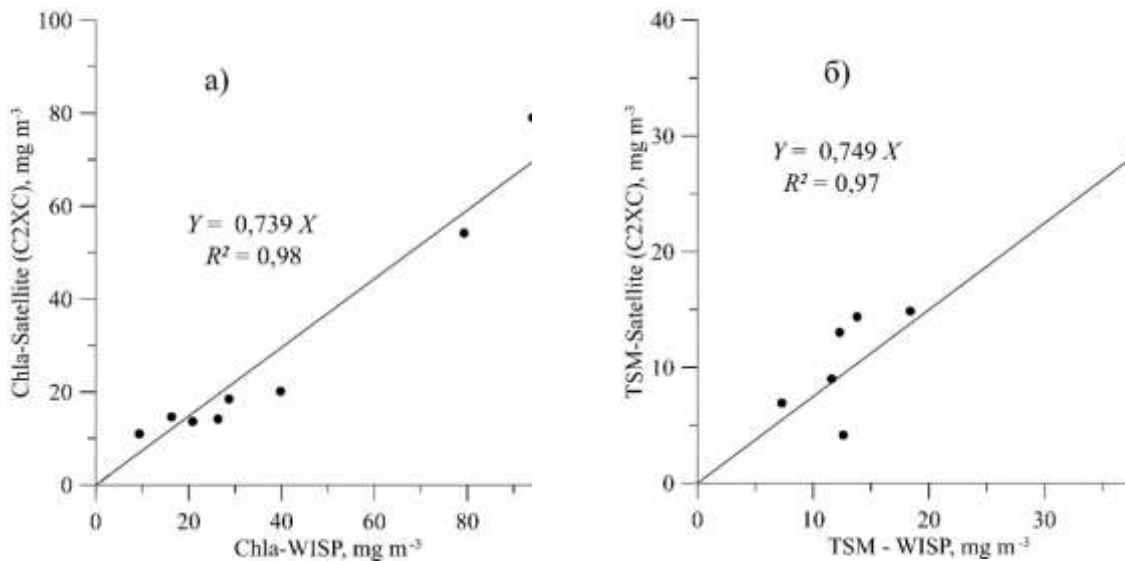 100
80
60
40
20
0
Chla-Satellite (C2XC), mg m⁻³
а)
Y = 0,739 X
R² = 0,98
0 20 40 60 80
Chla-WISP, mg m⁻³
40
30
20
10
0
TSM-Satellite (C2XC), mg m⁻³
б)
Y = 0,749 X
R² = 0,97
0 10 20 30
TSM - WISP, mg m⁻³